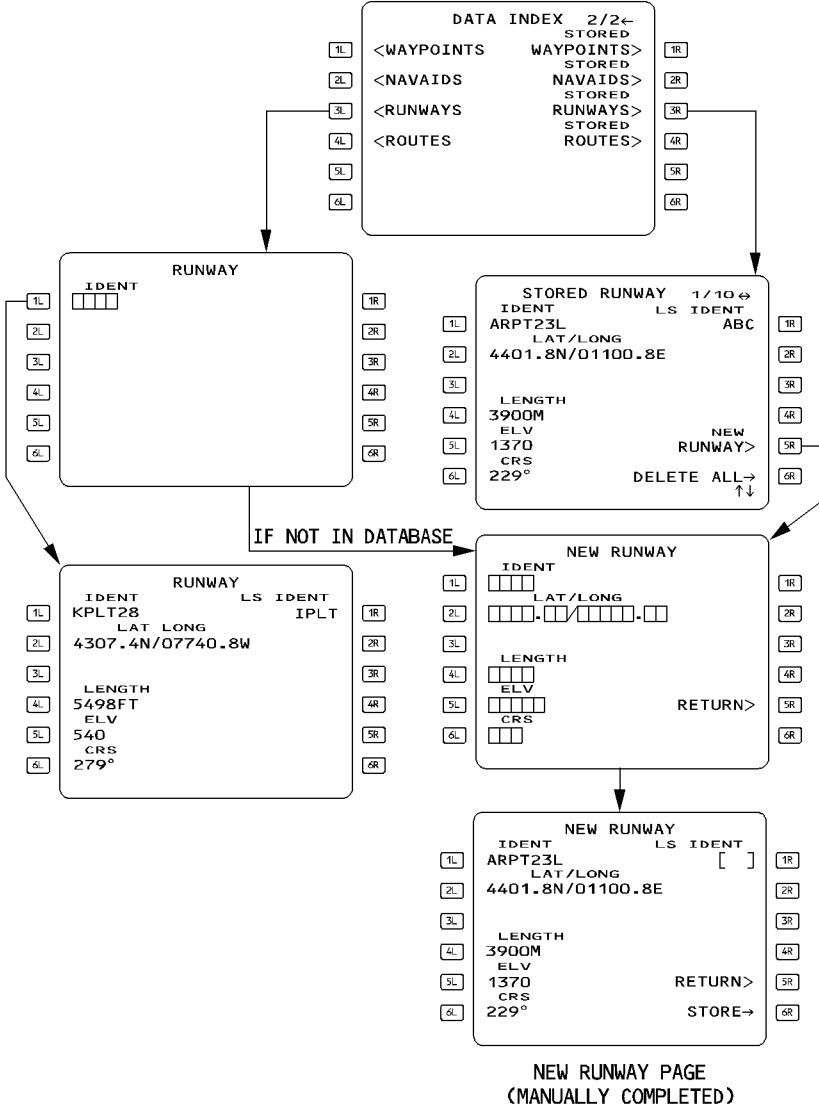 DATA INDEX 2/2←
STORED
1L <WAYPOINTS WAYPOINTS> 1R
STORED
2L <NAVAIDS NAVAIDS> 2R
STORED
3L <RUNWAYS RUNWAYS> 3R
STORED
4L <ROUTES ROUTES> 4R
5L 5R
6L 6R
RUNWAY
IDENT
1L 1R
2L 2R
3L 3R
4L 4R
5L 5R
6L 6R
STORED RUNWAY 1/10↔
IDENT LS IDENT
1L ARPT23L ABC 1R
LAT/LONG
2L 4401.8N/01100.8E 2R
3L 3R
LENGTH
4L 3900M 4R
ELV NEW
5L 1370 RUNWAY> 5R
CRS
6L 229° DELETE ALL→ 6R
↑↓
IF NOT IN DATABASE
RUNWAY
IDENT LS IDENT
1L KPLT28 IPLT 1R
LAT LONG
2L 4307.4N/07740.8W 2R
3L 3R
LENGTH
4L 5498FT 4R
ELV
5L 540 5R
CRS
6L 279° 6R
NEW RUNWAY
IDENT
1L 1R
LAT/LONG
2L . / . 2R
3L 3R
LENGTH
4L 4R
ELV
5L RETURN> 5R
CRS
6L 6R
NEW RUNWAY
IDENT LS IDENT
1L ARPT23L [ ] 1R
LAT/LONG
2L 4401.8N/01100.8E 2R
3L 3R
LENGTH
4L 3900M 4R
ELV
5L 1370 RETURN> 5R
CRS
6L 229° STORE→ 6R
NEW RUNWAY PAGE
(MANUALLY COMPLETED)